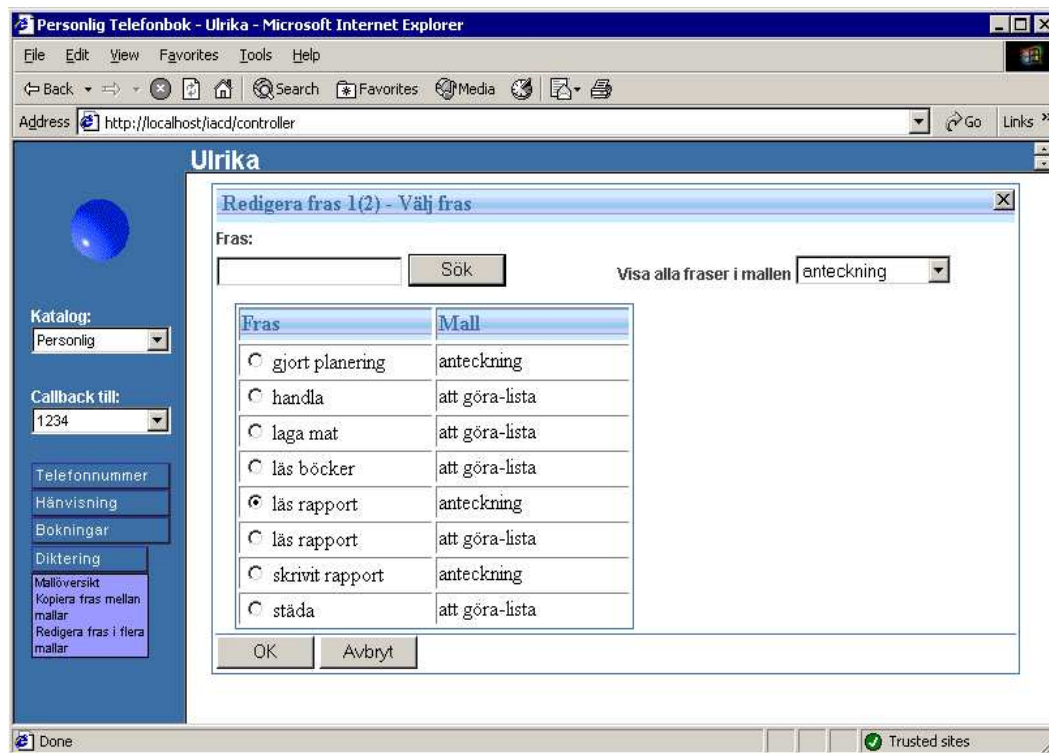 Personlig Telefonbok - Ulrika - Microsoft Internet Explorer
File Edit View Favorites Tools Help
Back Search Favorites Media
Address http://localhost/iacd/controller Go Links »
Ulrika
Redigera fras 1(2) - Välj fras
Fras:
Sök Visa alla fraser i mallen anteckning
Katalog:
Personlig
Callback till:
1234
Telefonnummer
Hänvisning
Bokningar
Diktering
Mallöversikt
Kopiera fras mellan
mallar
Redigera fras i flera
mallar
Fras Mall
gjort planering anteckning
handla att göra-lista
laga mat att göra-lista
läs böcker att göra-lista
läs rapport anteckning
läs rapport att göra-lista
skrivit rapport anteckning
städa att göra-lista
OK Avbryt
Done Trusted sites